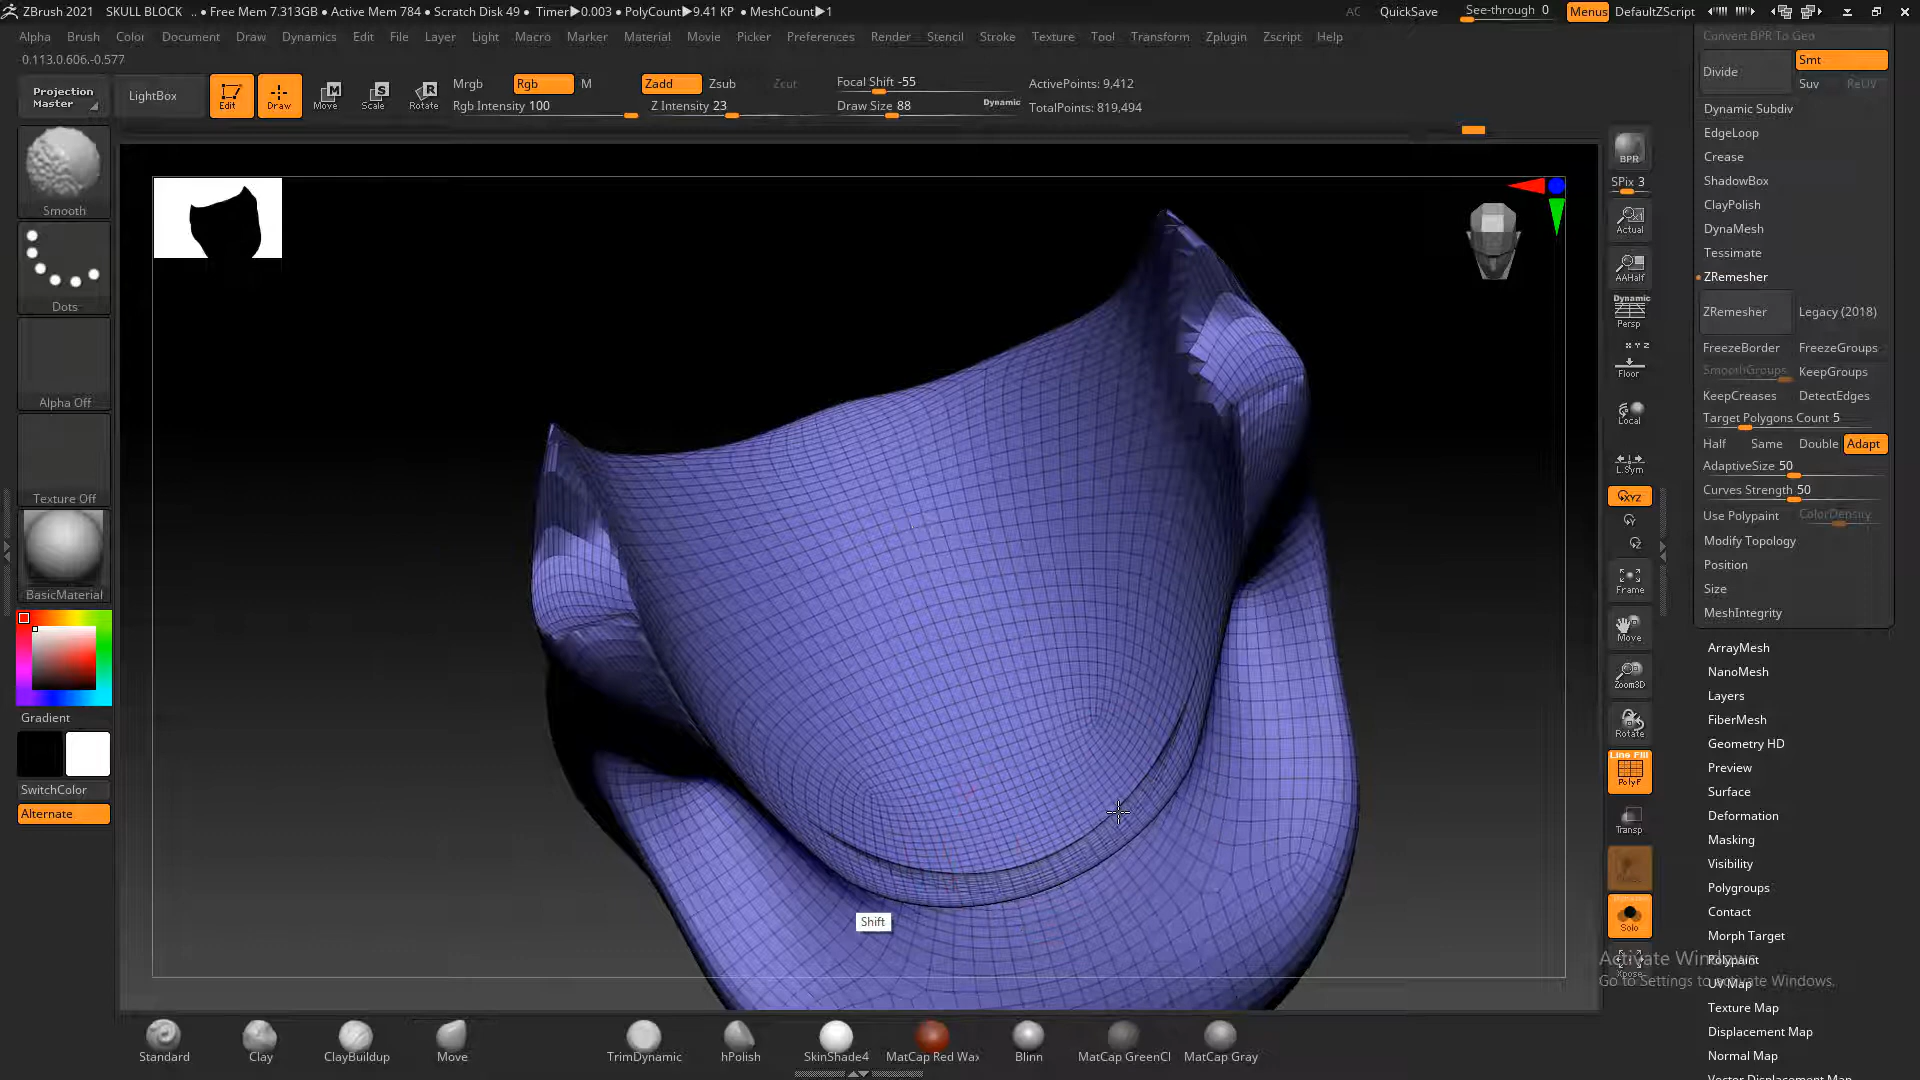 ZBrush 2021 SKULL BLOCK .. ● Free Mem 7.313GB ● Active Mem 784 ● Scratch Disk 49 ● Timer▶0.003 ● PolyCount▶9.41 KP ● MeshCount▶1 AC QuickSave See-through 0 Menus DefaultZScript
Alpha Brush Color Document Draw Dynamics Edit File Layer Light Macro Marker Material Movie Picker Preferences Render Stencil Stroke Texture Tool Transform Zplugin Zscript Help
0.113.0.606.-0.577
Projection Master
LightBox
Edit
Draw
Move
Scale
Rotate
Mrgb Rgb M
Rgb Intensity 100
Zadd Zsub Zcut
Z Intensity 23
Focal Shift -55
Draw Size 88
Dynamic
ActivePoints: 9,412
TotalPoints: 819,494
Smooth
Dots
Alpha Off
Texture Off
BasicMaterial
Gradient
SwitchColor
Alternate
Shift
BPR
SPix 3
Actual
AAHalf
Dynamic
Persp
X Y Z
Floor
Local
L.Sym
XYZ
Y
Z
Frame
Move
Zoom3D
Rotate
Line Fill
PolyF
Transp
Dynamic
Solo
Xpose
Convert BPR To Geo
Divide
Smt
Suv ReUV
Dynamic Subdiv
EdgeLoop
Crease
ShadowBox
ClayPolish
DynaMesh
Tessimate
ZRemesher
ZRemesher Legacy (2018)
FreezeBorder FreezeGroups
SmoothGroups KeepGroups
KeepCreases DetectEdges
Target Polygons Count 5
Half Same Double Adapt
AdaptiveSize 50
Curves Strength 50
Use Polypaint ColorDensity
Modify Topology
Position
Size
MeshIntegrity
ArrayMesh
NanoMesh
Layers
FiberMesh
Geometry HD
Preview
Surface
Deformation
Masking
Visibility
Polygroups
Contact
Morph Target
Polypaint
UV Map
Texture Map
Displacement Map
Normal Map
Vector Displacement Map
Activate Windows
Go to Settings to activate Windows.
Standard Clay ClayBuildup Move TrimDynamic hPolish SkinShade4 MatCap Red Wax Blinn MatCap GreenCl MatCap Gray